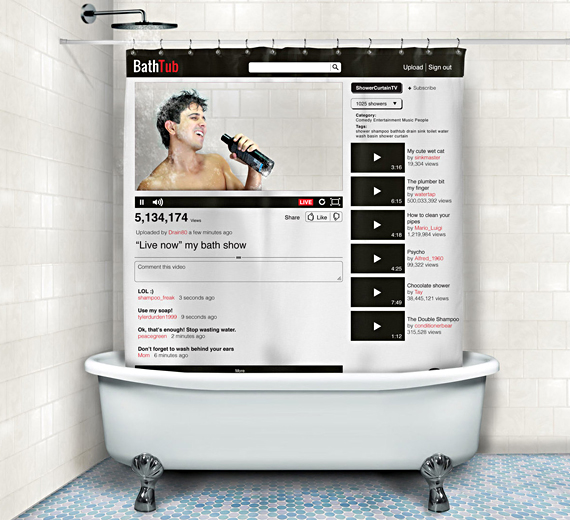 BathTub
Upload | Sign out
ShowerCurtainTV + Subscribe
1025 showers ▼
Category:
Comedy Entertainment Music People
Tags:
shower shampoo bathtub drain sink toilet water
wash basin shower curtain
LIVE
5,134,174 Views
Share Like
Uploaded by Drain80 a few minutes ago
“Live now” my bath show
Comment this video
LOL :)
shampoo_freak 3 seconds ago
Use my soap!
tylerdurden1999 9 seconds ago
Ok, that's enough! Stop wasting water.
peacegreen 2 minutes ago
Don't forget to wash behind your ears
Mom 6 minutes ago
More
3:16
My cute wet cat
by sinkmaster
19,304 views
6:15
The plumber bit
my finger
by watertap
500,033,392 views
4:18
How to clean your
pipes
by Mario_Luigi
1,219,984 views
4:25
Psycho
by Alfred_1960
99,322 views
7:49
Chocolate shower
by Tay
38,445,121 views
1:12
The Double Shampoo
by conditionerbear
315,528 views